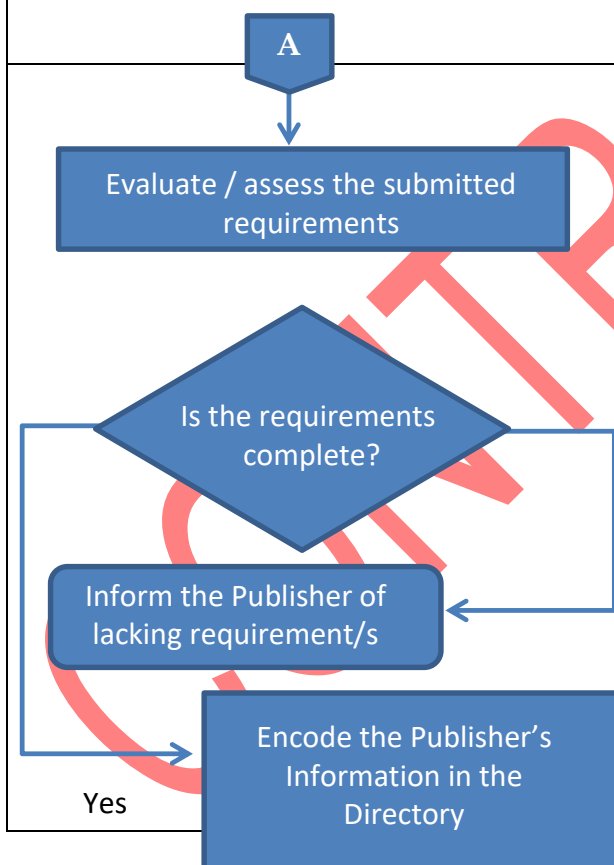 A
Evaluate / assess the submitted
requirements
Is the requirements
complete?
Inform the Publisher of
lacking requirement/s
Encode the Publisher’s
Information in the
Directory
Yes